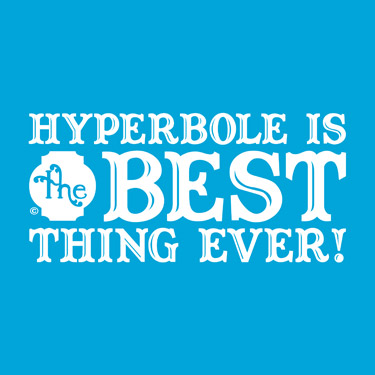 HYPERBOLE IS
the BEST
©
THING EVER!